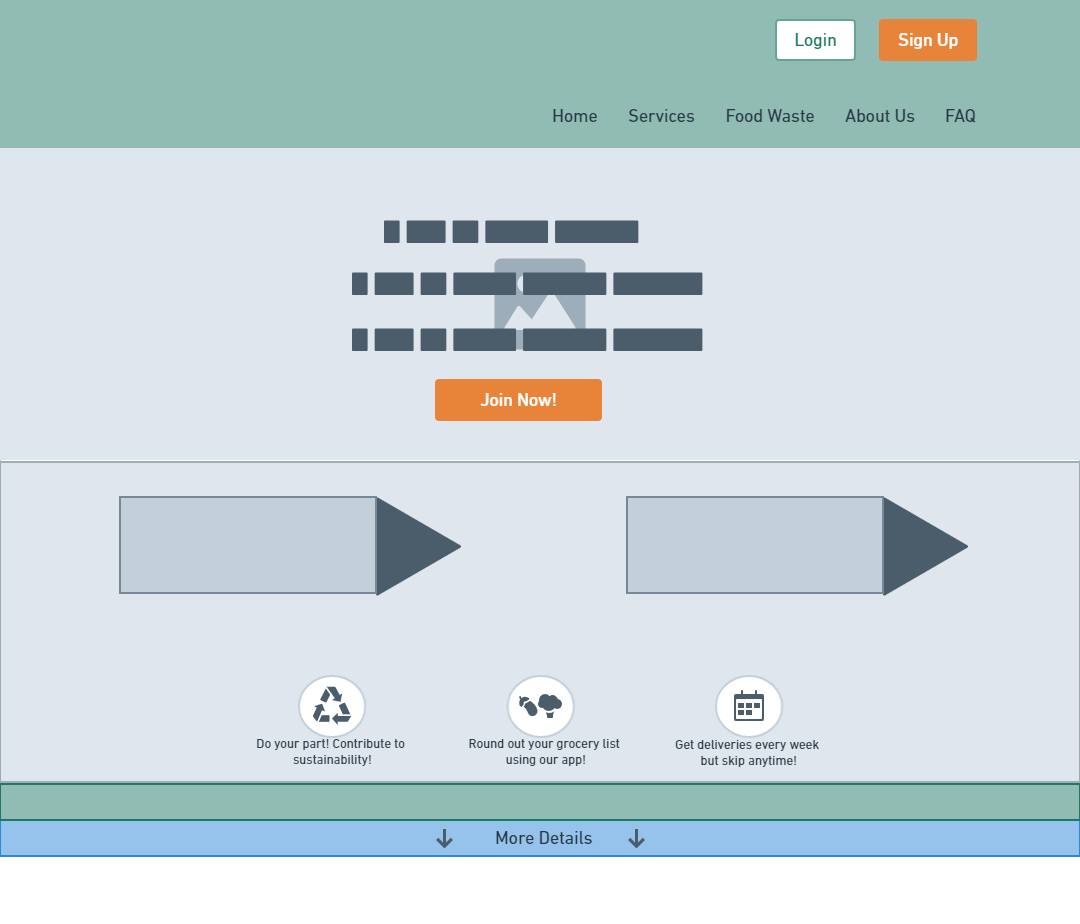 Login
Sign Up
Home Services Food Waste About Us FAQ
Join Now!
Do your part! Contribute to
sustainability!
Round out your grocery list
using our app!
Get deliveries every week
but skip anytime!
More Details